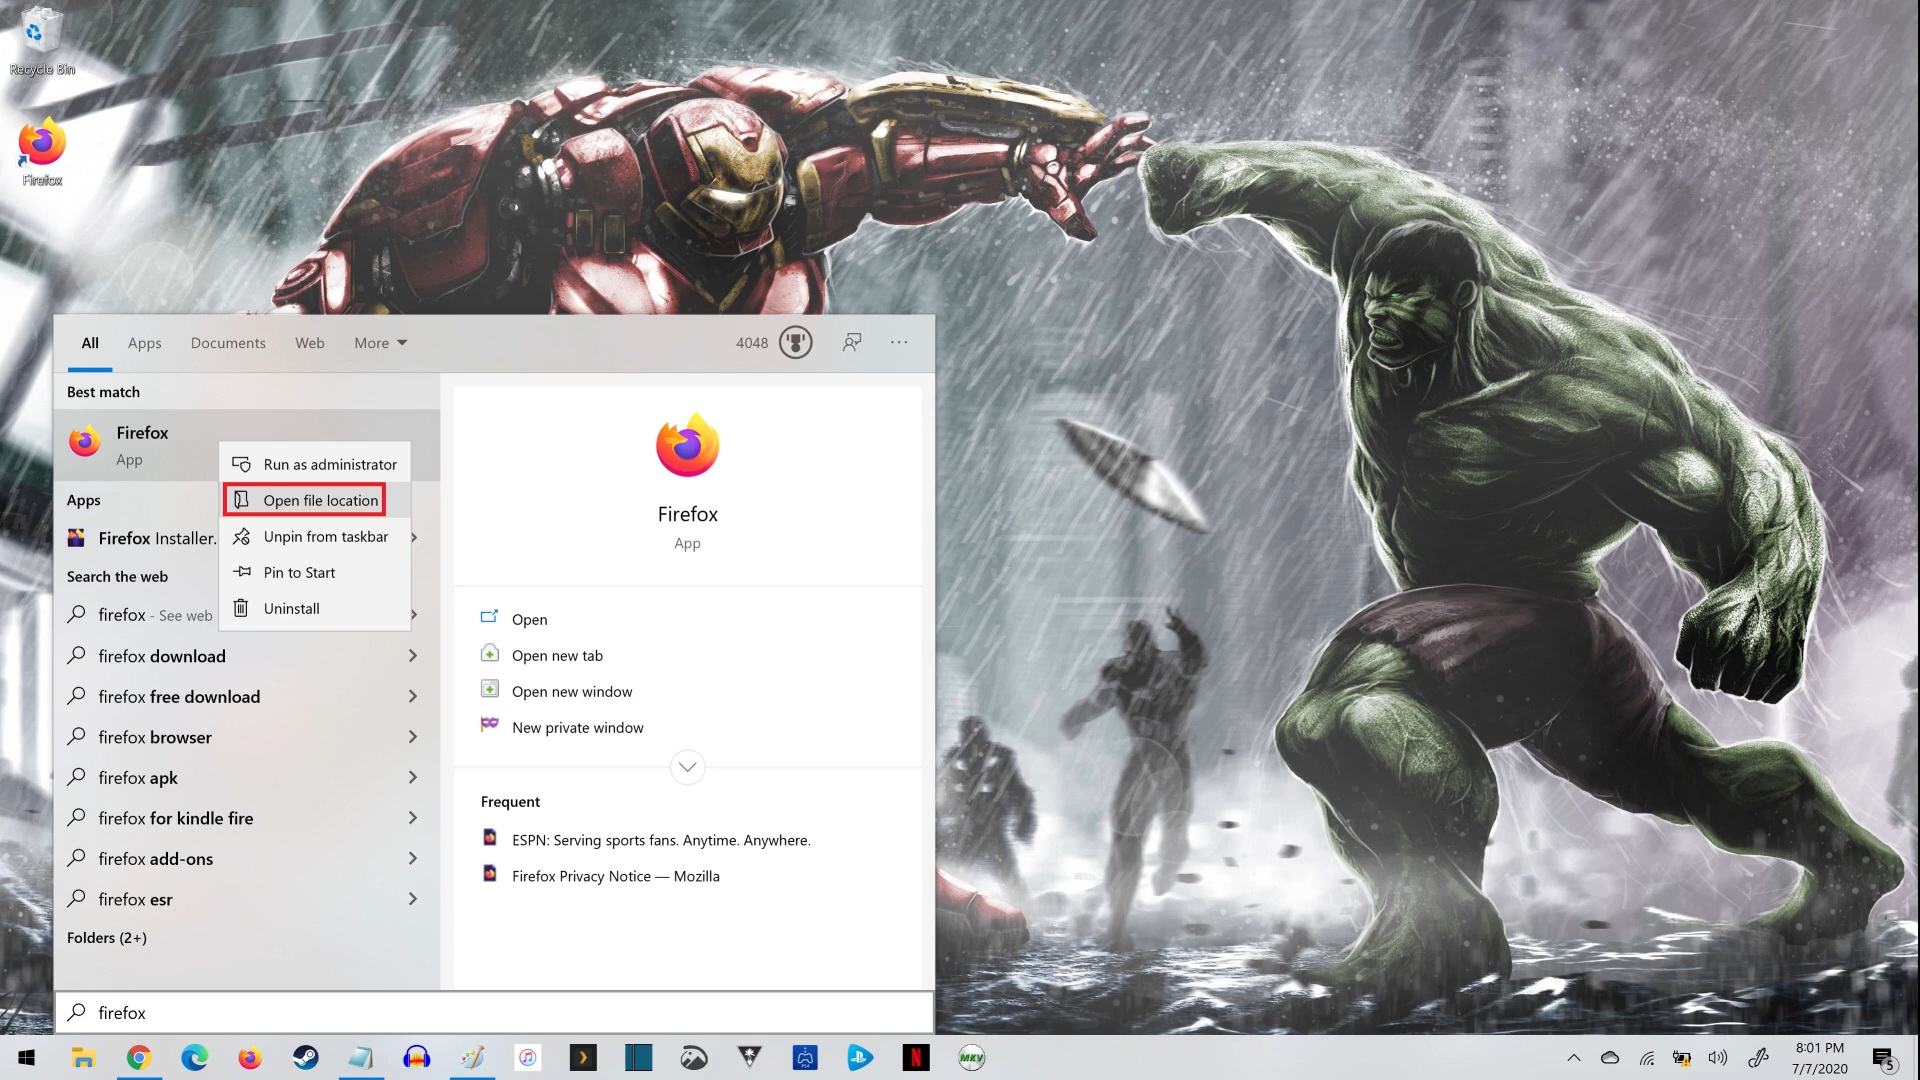 Recycle Bin
Firefox
All
Apps
Documents
Web
More
4048
Best match
Firefox
App
Run as administrator
Open file location
Unpin from taskbar
Pin to Start
Uninstall
Apps
Firefox Installer.
Search the web
firefox - See web
firefox download
firefox free download
firefox browser
firefox apk
firefox for kindle fire
firefox add-ons
firefox esr
Folders (2+)
Firefox
App
Open
Open new tab
Open new window
New private window
Frequent
ESPN: Serving sports fans. Anytime. Anywhere.
Firefox Privacy Notice — Mozilla
firefox
PS4
N
MKV
8:01 PM
7/7/2020
5